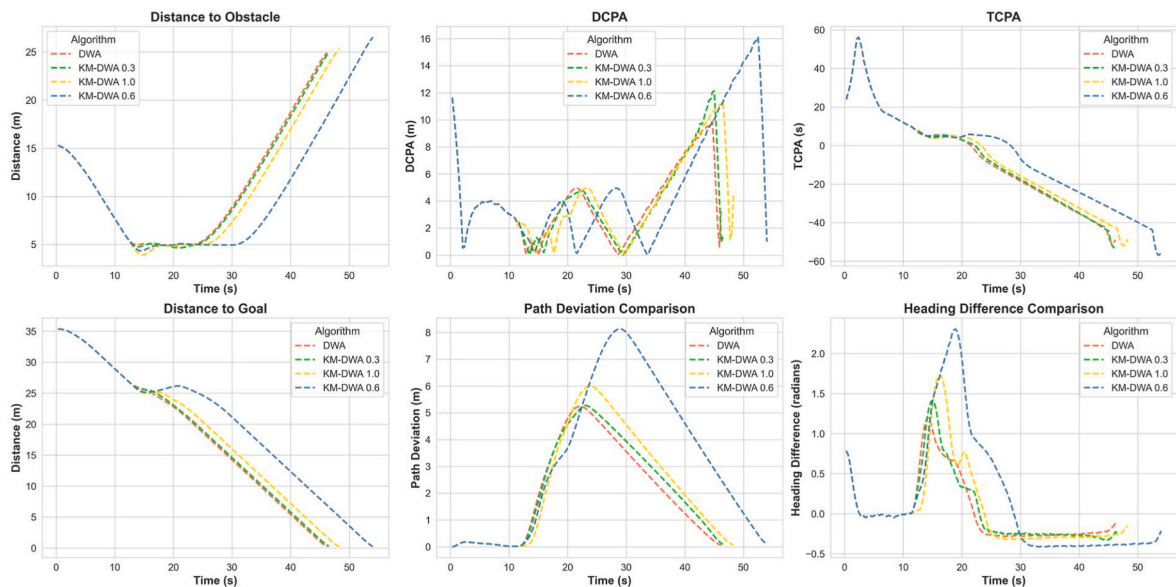 Distance to Obstacle
Distance (m)
25
20
15
10
5
Algorithm
DWA
KM-DWA 0.3
KM-DWA 1.0
KM-DWA 0.6
0 10 20 30 40 50
Time (s)
DCPA
DCPA (m)
16
14
12
10
8
6
4
2
0
Algorithm
DWA
KM-DWA 0.3
KM-DWA 1.0
KM-DWA 0.6
0 10 20 30 40 50
Time (s)
TCPA
TCPA (s)
60
40
20
0
−20
−40
−60
Algorithm
DWA
KM-DWA 0.3
KM-DWA 1.0
KM-DWA 0.6
0 10 20 30 40 50
Time (s)
Distance to Goal
Distance (m)
35
30
25
20
15
10
5
0
Algorithm
DWA
KM-DWA 0.3
KM-DWA 1.0
KM-DWA 0.6
0 10 20 30 40 50
Time (s)
Path Deviation Comparison
Path Deviation (m)
8
7
6
5
4
3
2
1
0
Algorithm
DWA
KM-DWA 0.3
KM-DWA 1.0
KM-DWA 0.6
0 10 20 30 40 50
Time (s)
Heading Difference Comparison
Heading Difference (radians)
2.0
1.5
1.0
0.5
0.0
−0.5
Algorithm
DWA
KM-DWA 0.3
KM-DWA 1.0
KM-DWA 0.6
0 10 20 30 40 50
Time (s)